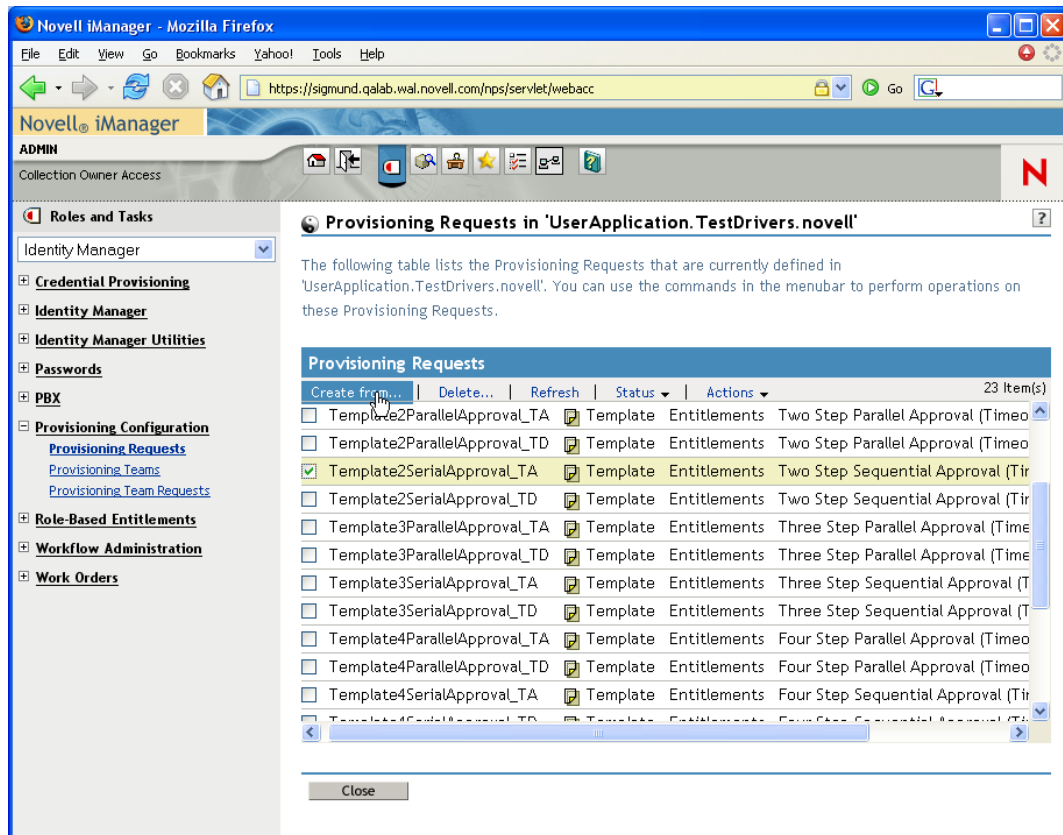 Novell iManager - Mozilla Firefox
File Edit View Go Bookmarks Yahoo! Tools Help
https://sigmund.qalab.wal.novell.com/nps/servlet/webacc Go G
Novell® iManager
ADMIN
Collection Owner Access
N
Roles and Tasks
Identity Manager
Credential Provisioning
Identity Manager
Identity Manager Utilities
Passwords
PBX
Provisioning Configuration
Provisioning Requests
Provisioning Teams
Provisioning Team Requests
Role-Based Entitlements
Workflow Administration
Work Orders
Provisioning Requests in 'UserApplication.TestDrivers.novell' ?
The following table lists the Provisioning Requests that are currently defined in
'UserApplication.TestDrivers.novell'. You can use the commands in the menubar to perform operations on
these Provisioning Requests.
Provisioning Requests
Create from... | Delete... | Refresh | Status | Actions 23 Item(s)
Template2ParallelApproval_TA Template Entitlements Two Step Parallel Approval (Timeo
Template2ParallelApproval_TD Template Entitlements Two Step Parallel Approval (Timeo
Template2SerialApproval_TA Template Entitlements Two Step Sequential Approval (Tir
Template2SerialApproval_TD Template Entitlements Two Step Sequential Approval (Tir
Template3ParallelApproval_TA Template Entitlements Three Step Parallel Approval (Time
Template3ParallelApproval_TD Template Entitlements Three Step Parallel Approval (Time
Template3SerialApproval_TA Template Entitlements Three Step Sequential Approval (T
Template3SerialApproval_TD Template Entitlements Three Step Sequential Approval (T
Template4ParallelApproval_TA Template Entitlements Four Step Parallel Approval (Timeo
Template4ParallelApproval_TD Template Entitlements Four Step Parallel Approval (Timeo
Template4SerialApproval_TA Template Entitlements Four Step Sequential Approval (Tir
Template4SerialApproval_TD Template Entitlements Four Step Sequential Approval (Ti
Close